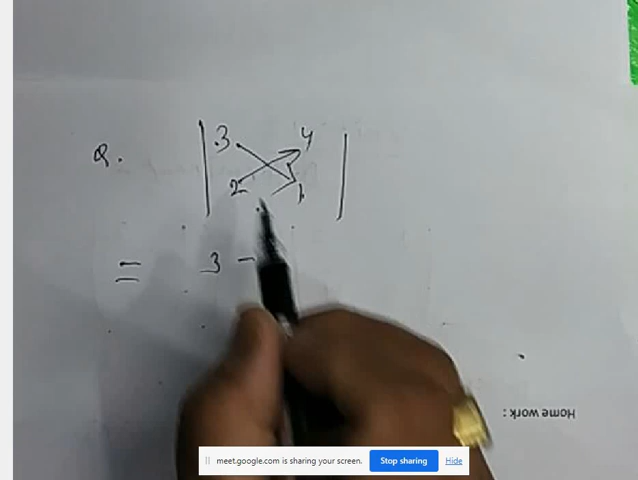 Q. 3 4
2 1
= 3 -
Home work :
meet.google.com is sharing your screen. Stop sharing Hide